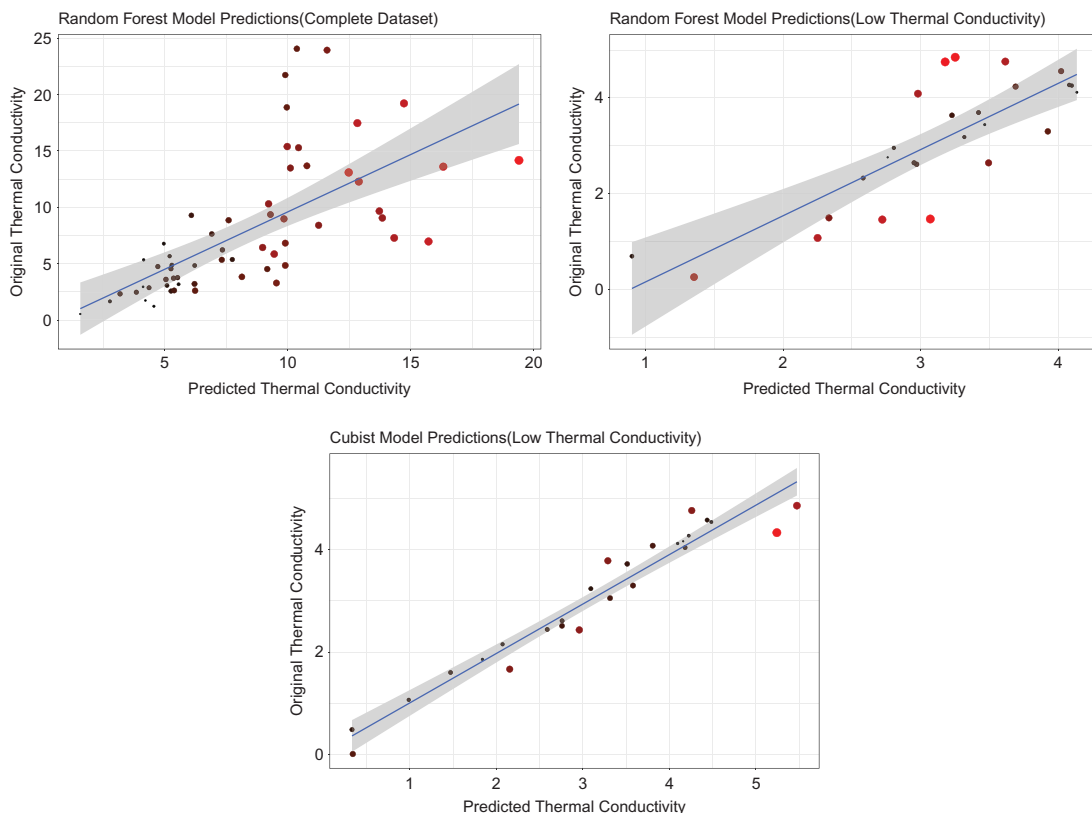 Random Forest Model Predictions(Complete Dataset)
25
20
15
10
5
0
Original Thermal Conductivity
5
10
15
20
Predicted Thermal Conductivity
Random Forest Model Predictions(Low Thermal Conductivity)
4
2
0
Original Thermal Conductivity
1
2
3
4
Predicted Thermal Conductivity
Cubist Model Predictions(Low Thermal Conductivity)
4
2
0
Original Thermal Conductivity
1
2
3
4
5
Predicted Thermal Conductivity